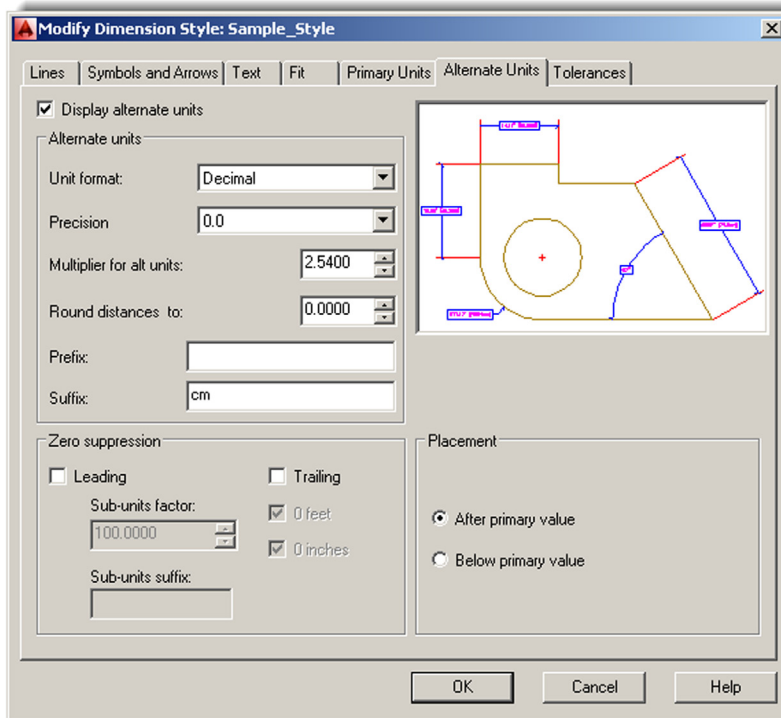 Modify Dimension Style: Sample_Style
Lines Symbols and Arrows Text Fit Primary Units Alternate Units Tolerances
Display alternate units
Alternate units
Unit format: Decimal
Precision 0.0
Multiplier for alt units: 2.5400
Round distances to: 0.0000
Prefix:
Suffix: cm
Zero suppression
Leading Trailing
Sub-units factor: 0 feet
100.0000
0 inches
Sub-units suffix:
Placement
After primary value
Below primary value
OK Cancel Help